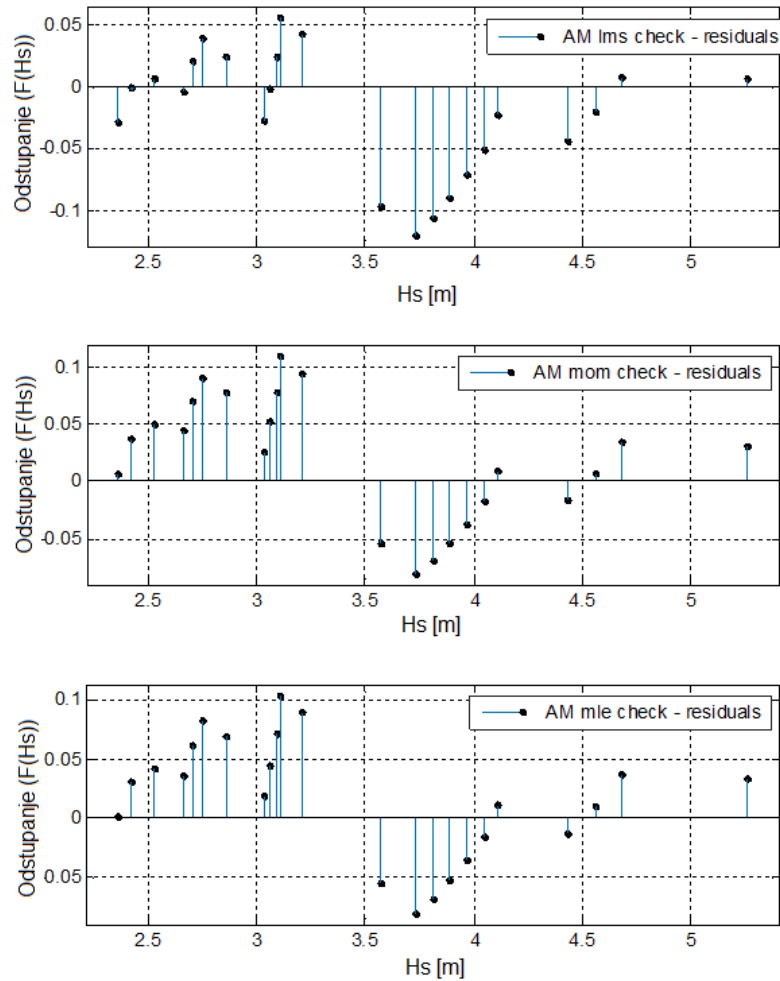 0.05
0
-0.05
-0.1
Odstupanje (F(Hs))
AM lms check - residuals
2.5 3 3.5 4 4.5 5
Hs [m]
0.1
0.05
0
-0.05
Odstupanje (F(Hs))
AM mom check - residuals
2.5 3 3.5 4 4.5 5
Hs [m]
0.1
0.05
0
0.05
Odstupanje (F(Hs))
AM mle check - residuals
2.5 3 3.5 4 4.5 5
Hs [m]